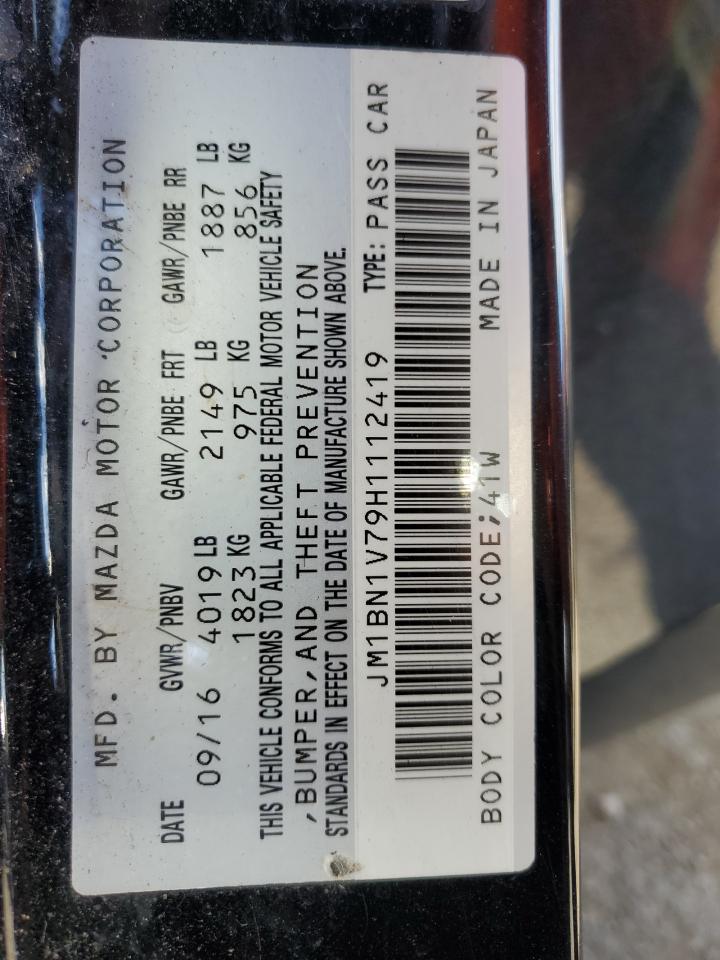 MFD. BY MAZDA MOTOR CORPORATION
DATE GVWR/PNBV GAWR/PNBE FRT GAWR/PNBE RR
09/16 4019 LB 2149 LB 1887 LB
1823 KG 975 KG 856 KG
THIS VEHICLE CONFORMS TO ALL APPLICABLE FEDERAL MOTOR VEHICLE SAFETY
,BUMPER,AND THEFT PREVENTION
STANDARDS IN EFFECT ON THE DATE OF MANUFACTURE SHOWN ABOVE.
JM1BN1V79H1112419 TYPE: PASS CAR
BODY COLOR CODE; 41W MADE IN JAPAN